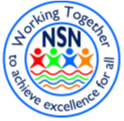 Working Together
NSN
to achieve excellence for all